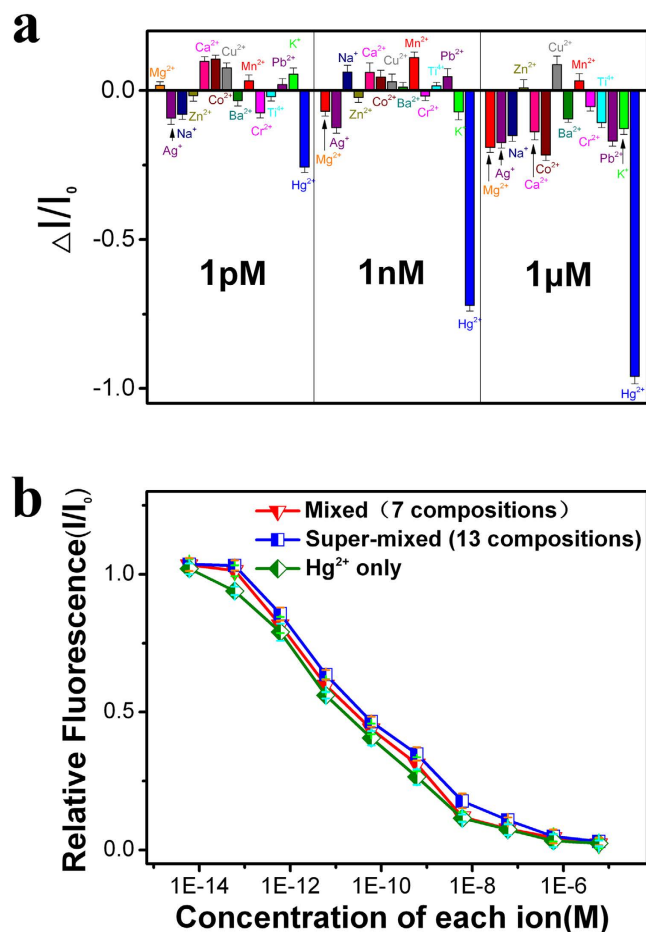 a
ΔI/I₀
0.0
-0.5
-1.0
Mg²⁺
Ag⁺
Na⁺
Zn²⁺
Ca²⁺
Co²⁺
Cu²⁺
Ba²⁺
Mn²⁺
Cr²⁺
Ti⁴⁺
Pb²⁺
K⁺
Hg²⁺
1pM
Mg²⁺
Ag⁺
Na⁺
Zn²⁺
Ca²⁺
Co²⁺
Cu²⁺
Ba²⁺
Mn²⁺
Cr²⁺
Ti⁴⁺
Pb²⁺
K⁺
Hg²⁺
1nM
Mg²⁺
Ag⁺
Na⁺
Zn²⁺
Ca²⁺
Co²⁺
Cu²⁺
Ba²⁺
Mn²⁺
Cr²⁺
Ti⁴⁺
Pb²⁺
K⁺
Hg²⁺
1μM
b
Relative Fluorescence(I/I₀)
1.0
0.5
0.0
Mixed（7 compositions）
Super-mixed (13 compositions)
Hg²⁺ only
1E-14 1E-12 1E-10 1E-8 1E-6
Concentration of each ion(M)